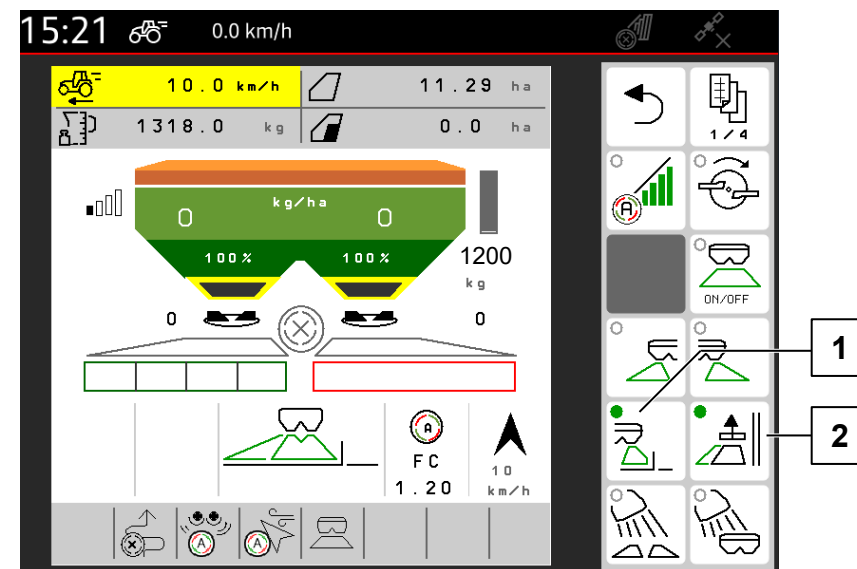 15:21 0.0 km/h
10.0 km/h 11.29 ha
1318.0 kg 0.0 ha
1 / 4
kg/ha
0 0
A
100% 100% 1200
kg
ON/OFF
0 0
1
A
FC
1.20
10
km/h
2
A A